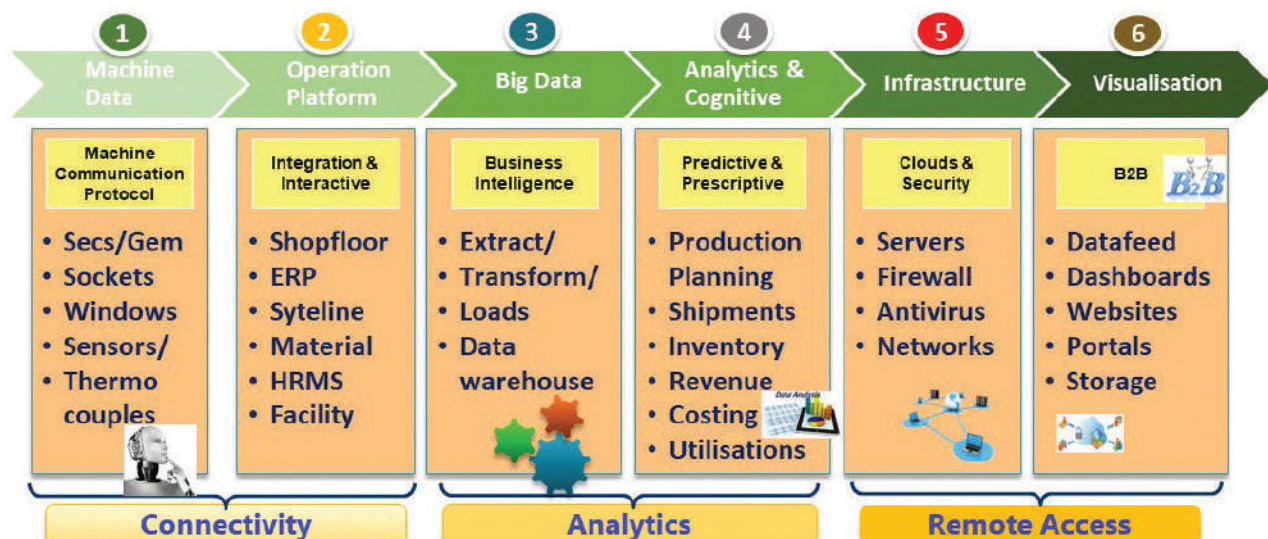 1
2
3
4
5
6
Machine
Data
Operation
Platform
Big Data
Analytics &
Cognitive
Infrastructure
Visualisation
Machine
Communication
Protocol
• Secs/Gem
• Sockets
• Windows
• Sensors/
• Thermo
couples
Integration &
Interactive
• Shopfloor
• ERP
• Syteline
• Material
• HRMS
• Facility
Business
Intelligence
• Extract/
• Transform/
• Loads
• Data
warehouse
Predictive &
Prescriptive
• Production
Planning
• Shipments
• Inventory
• Revenue
• Costing
• Utilisations
Data Analysis
Clouds &
Security
• Servers
• Firewall
• Antivirus
• Networks
B2B
B2B
• Datafeed
• Dashboards
• Websites
• Portals
• Storage
Connectivity
Analytics
Remote Access